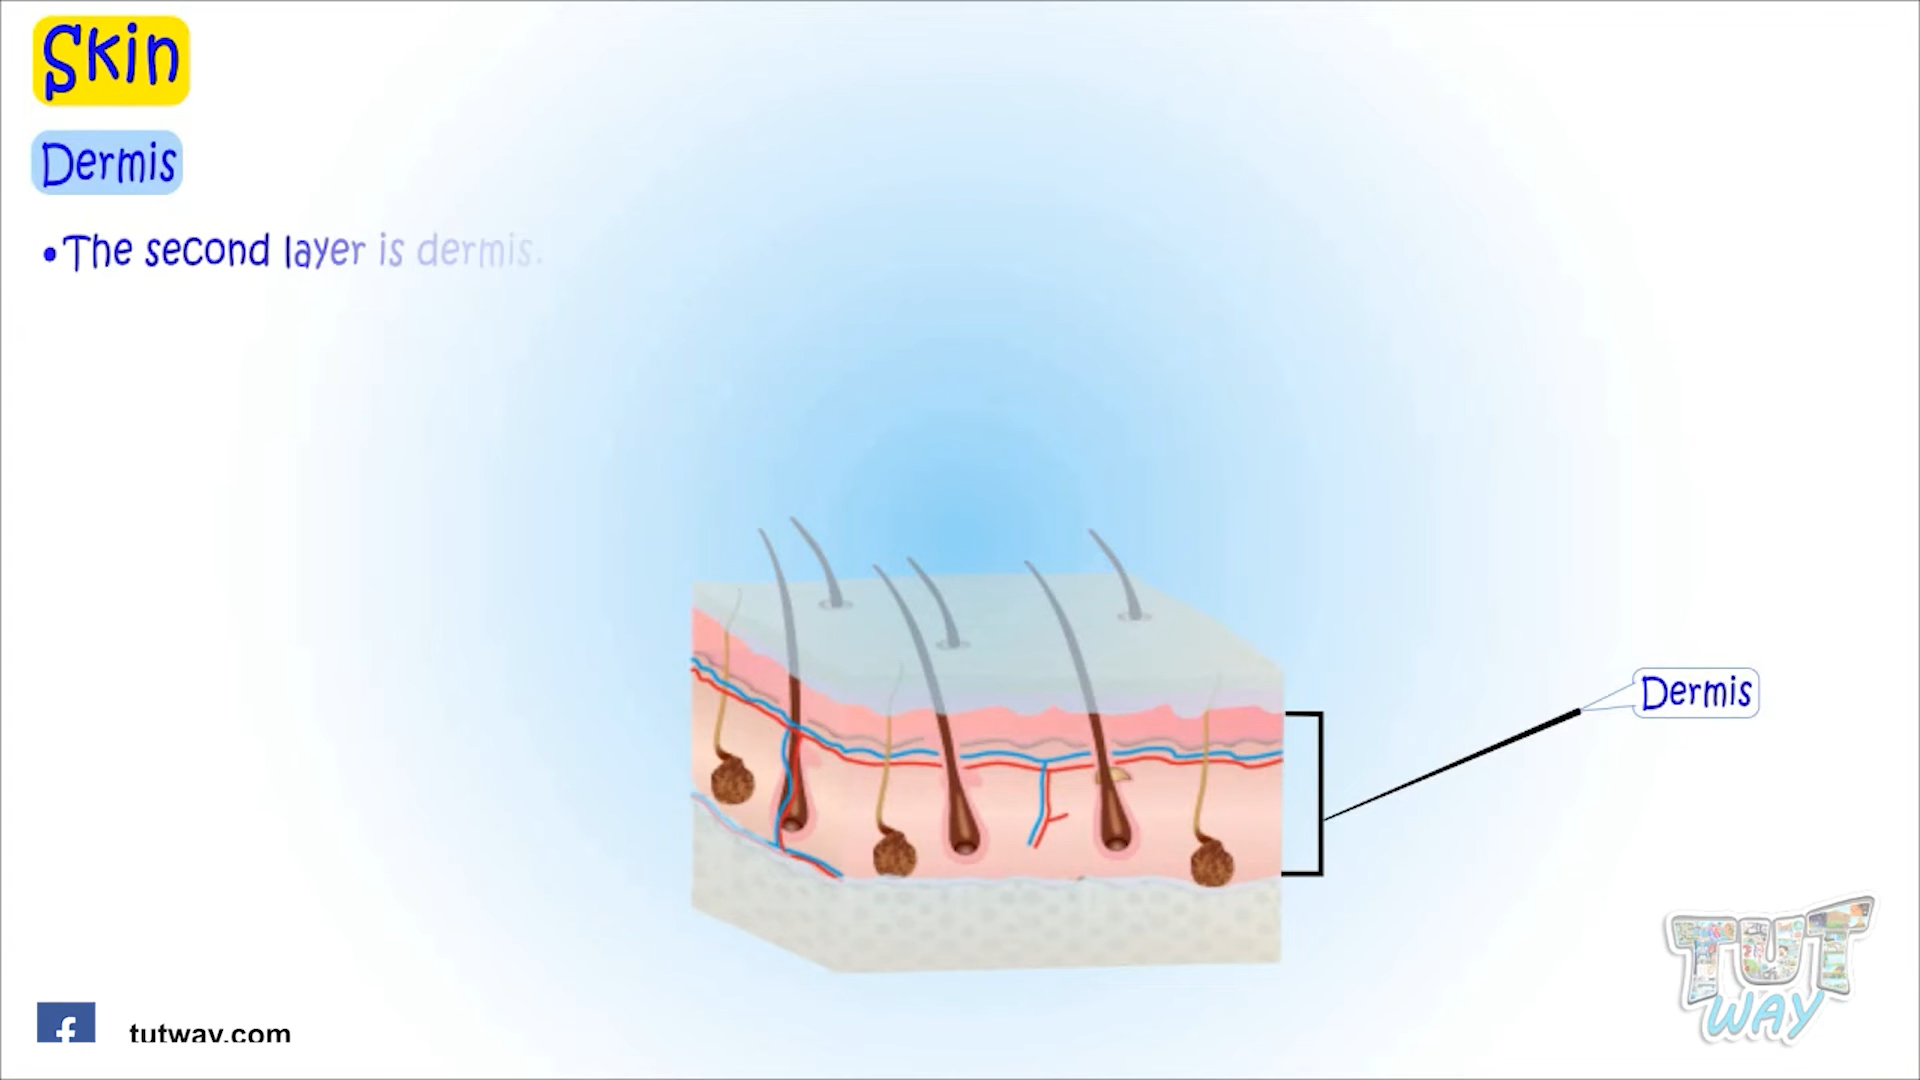 Skin
Dermis
•The second layer is dermis.
Dermis
TUT
WAY
f
tutway.com